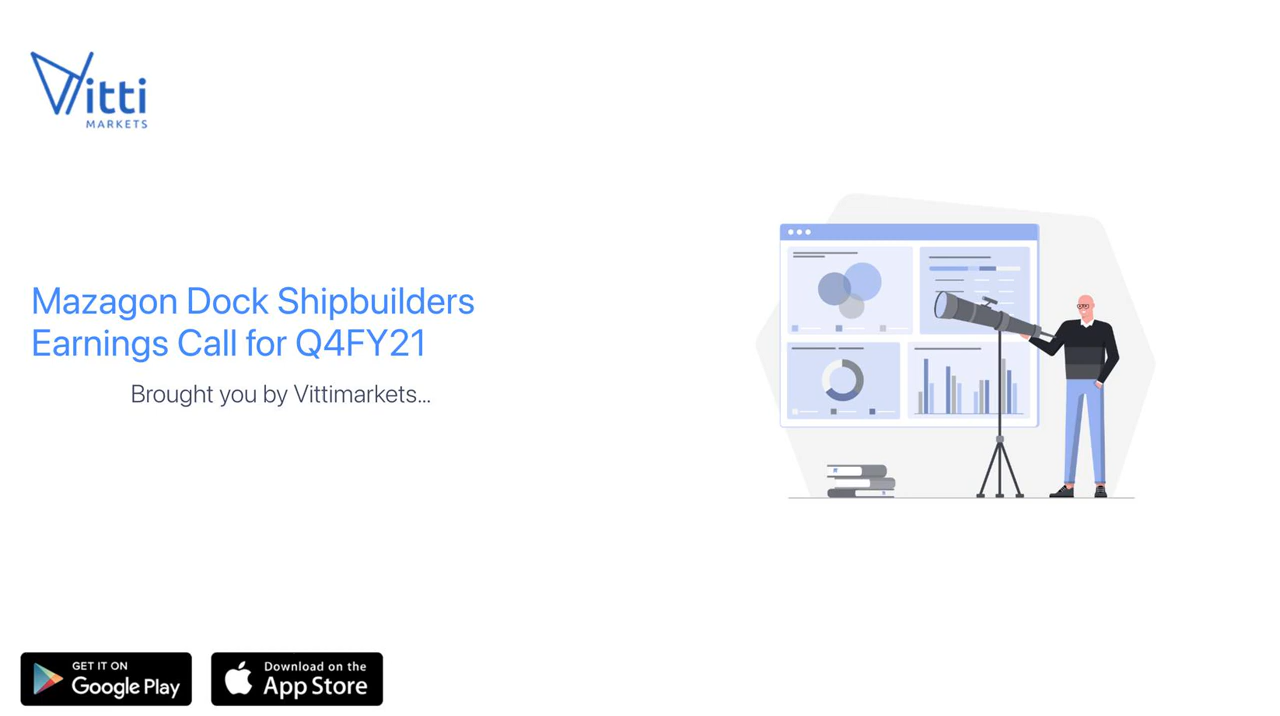 Vitti
MARKETS
Mazagon Dock Shipbuilders
Earnings Call for Q4FY21
Brought you by Vittimarkets...
GET IT ON
Google Play
Download on the
App Store